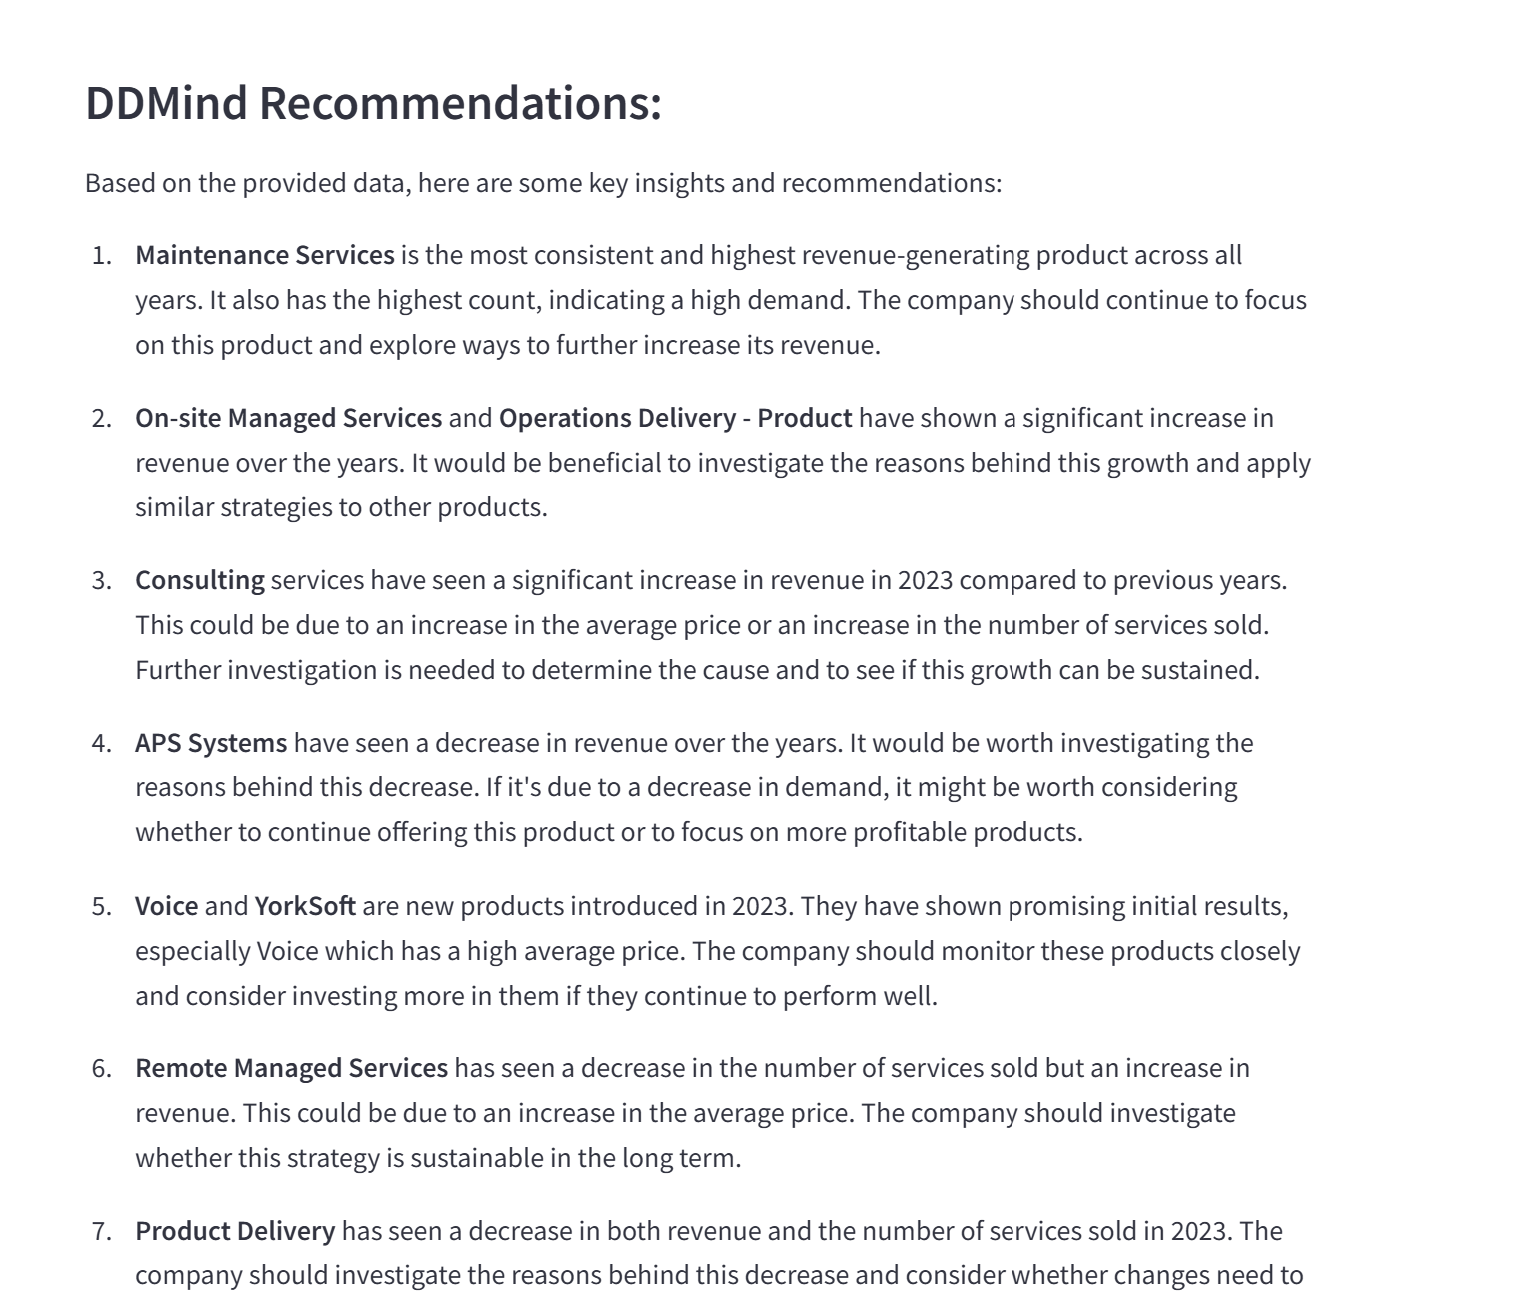 DDMind Recommendations:
Based on the provided data, here are some key insights and recommendations:
1. Maintenance Services is the most consistent and highest revenue-generating product across all
years. It also has the highest count, indicating a high demand. The company should continue to focus
on this product and explore ways to further increase its revenue.
2. On-site Managed Services and Operations Delivery - Product have shown a significant increase in
revenue over the years. It would be beneficial to investigate the reasons behind this growth and apply
similar strategies to other products.
3. Consulting services have seen a significant increase in revenue in 2023 compared to previous years.
This could be due to an increase in the average price or an increase in the number of services sold.
Further investigation is needed to determine the cause and to see if this growth can be sustained.
4. APS Systems have seen a decrease in revenue over the years. It would be worth investigating the
reasons behind this decrease. If it's due to a decrease in demand, it might be worth considering
whether to continue offering this product or to focus on more profitable products.
5. Voice and YorkSoft are new products introduced in 2023. They have shown promising initial results,
especially Voice which has a high average price. The company should monitor these products closely
and consider investing more in them if they continue to perform well.
6. Remote Managed Services has seen a decrease in the number of services sold but an increase in
revenue. This could be due to an increase in the average price. The company should investigate
whether this strategy is sustainable in the long term.
7. Product Delivery has seen a decrease in both revenue and the number of services sold in 2023. The
company should investigate the reasons behind this decrease and consider whether changes need to